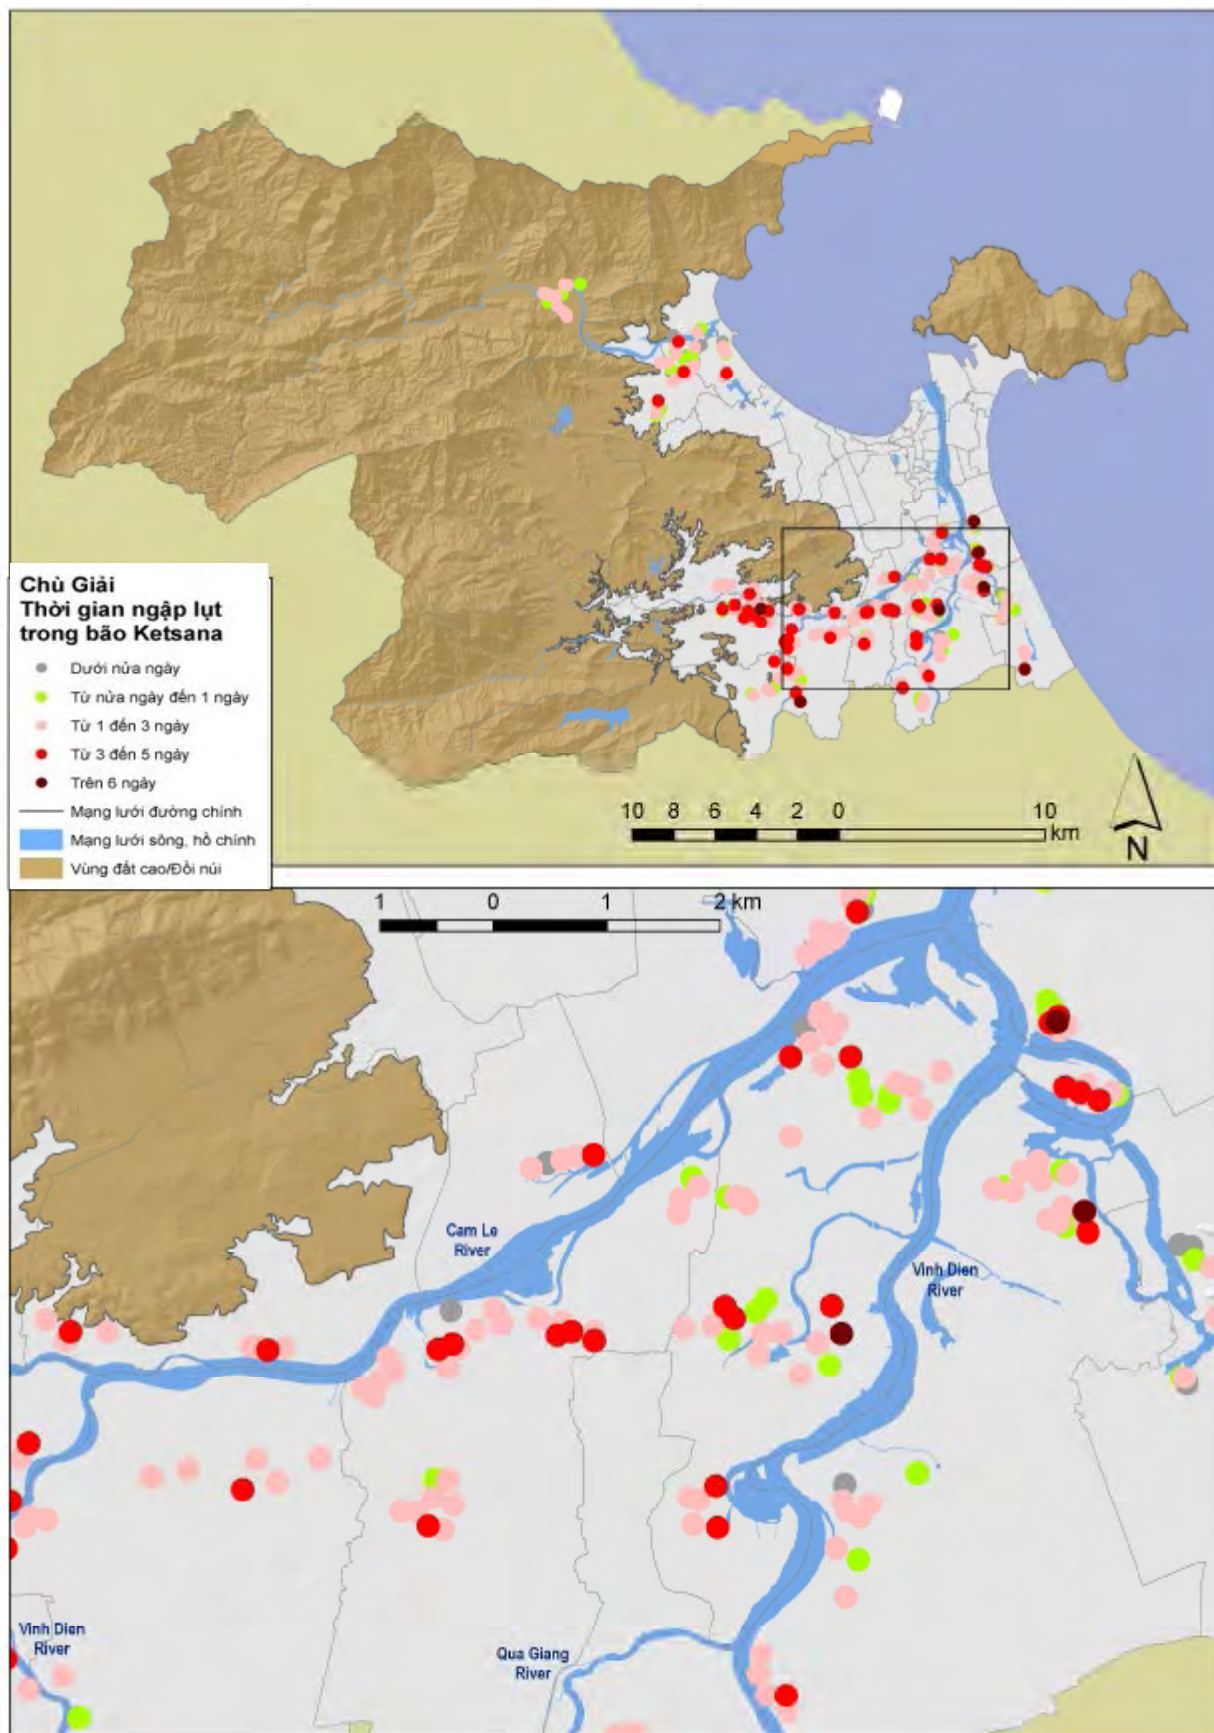 Chù Giải
Thời gian ngập lụt
trong bão Ketsana
Dưới nửa ngày
Từ nửa ngày đến 1 ngày
Từ 1 đến 3 ngày
Từ 3 đến 5 ngày
Trên 6 ngày
Mạng lưới đường chính
Mạng lưới sông, hồ chính
Vùng đất cao/Đồi núi
10 8 6 4 2 0 10
km
N
1 0 1 2 km
Cam Le
River
Vinh Dien
River
Vinh Dien
River
Qua Giang
River